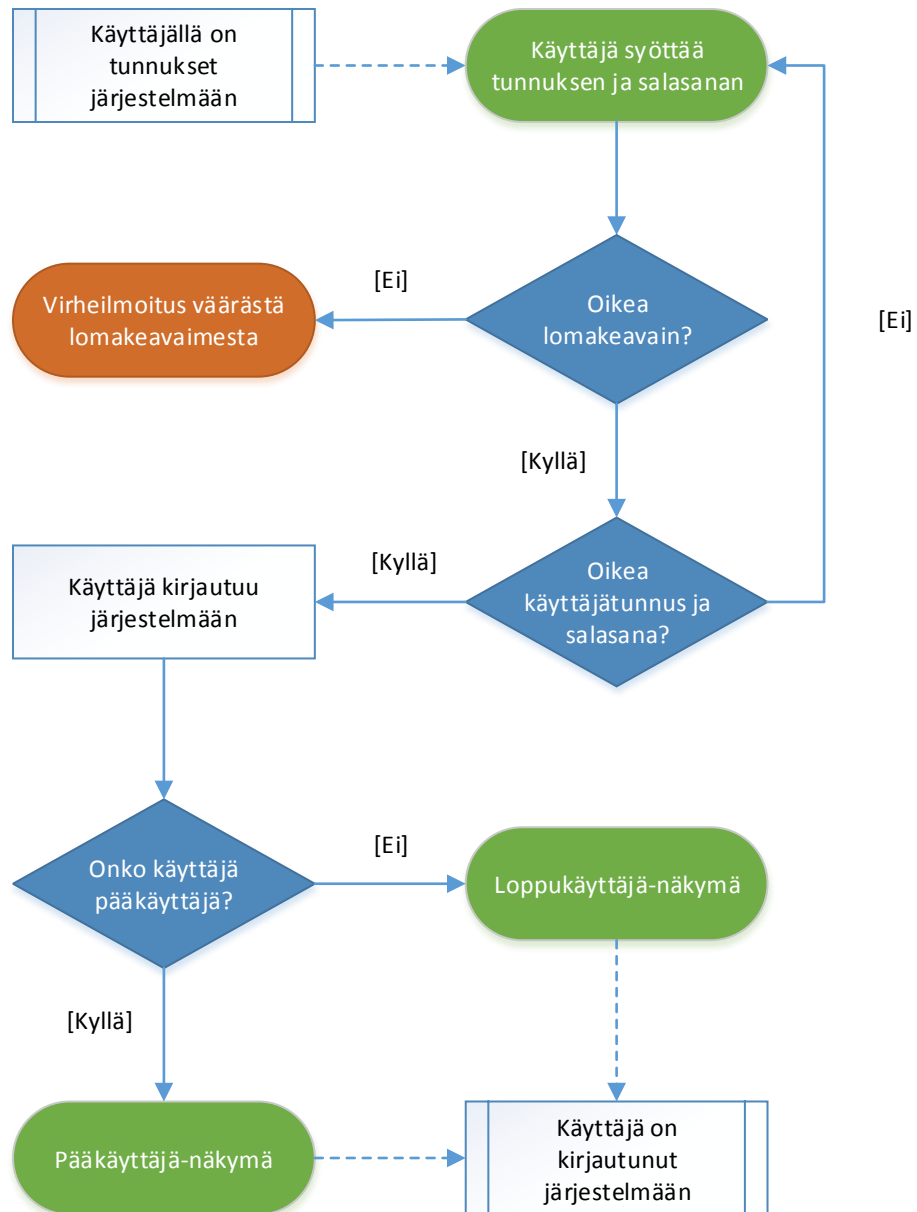 Käyttäjällä on
tunnukset
järjestelmään
Käyttäjä syöttää
tunnuksen ja salasanan
[Ei]
Virheilmoitus väärästä
lomakeavaimesta
Oikea
lomakeavain?
[Ei]
[Kyllä]
[Kyllä]
Käyttäjä kirjautuu
järjestelmään
Oikea
käyttäjätunnus ja
salasana?
Onko käyttäjä
pääkäyttäjä?
[Ei]
Loppukäyttäjä-näkymä
[Kyllä]
Pääkäyttäjä-näkymä
Käyttäjä on
kirjautunut
järjestelmään